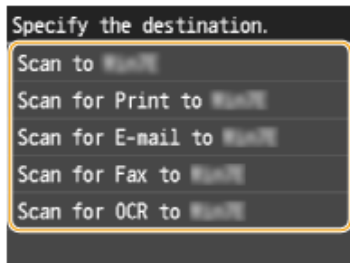 Specify the destination.
Scan to
Scan for Print to
Scan for E-mail to
Scan for Fax to
Scan for OCR to